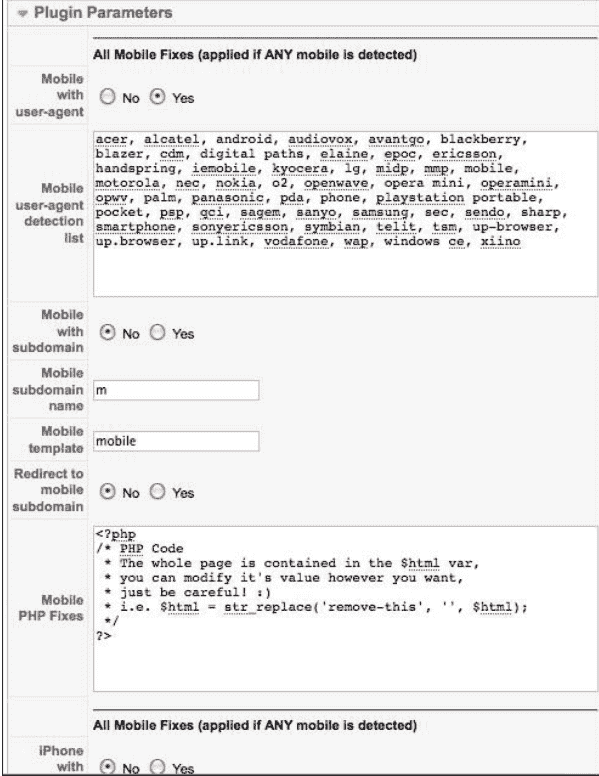 Plugin Parameters
All Mobile Fixes (applied if ANY mobile is detected)
Mobile
with
user-agent
No Yes
Mobile
user-agent
detection
list
acer, alcatel, android, audiovox, avantgo, blackberry,
blazer, cdm, digital paths, elaine, epoc, ericsson,
handspring, iemobile, kyocera, lg, midp, mmp, mobile,
motorola, nec, nokia, o2, openwave, opera mini, operamini,
opwv, palm, panasonic, pda, phone, playstation portable,
pocket, psp, qci, sagem, sanyo, samsung, sec, sendo, sharp,
smartphone, sonyericsson, symbian, telit, tsm, up-browser,
up.browser, up.link, vodafone, wap, windows ce, xiino
Mobile
with
subdomain
No Yes
Mobile
subdomain
name
m
Mobile
template
mobile
Redirect to
mobile
subdomain
No Yes
Mobile
PHP Fixes
<?php
/* PHP Code
* The whole page is contained in the $html var,
* you can modify it's value however you want,
* just be careful! :)
* i.e. $html = str_replace('remove-this', '', $html);
*/
?>
All Mobile Fixes (applied if ANY mobile is detected)
iPhone
with
No Yes